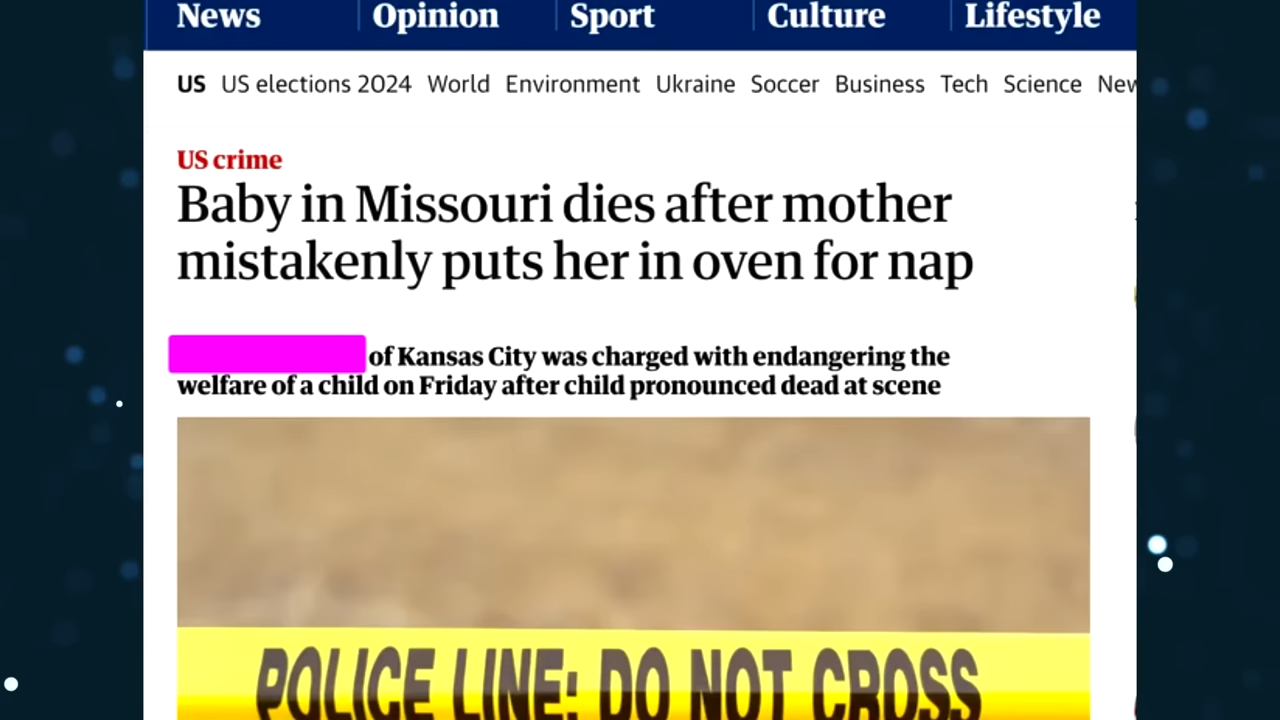 News Opinion Sport Culture Lifestyle
US US elections 2024 World Environment Ukraine Soccer Business Tech Science New
US crime
Baby in Missouri dies after mother
mistakenly puts her in oven for nap
of Kansas City was charged with endangering the
welfare of a child on Friday after child pronounced dead at scene
POLICE LINE: DO NOT CROSS